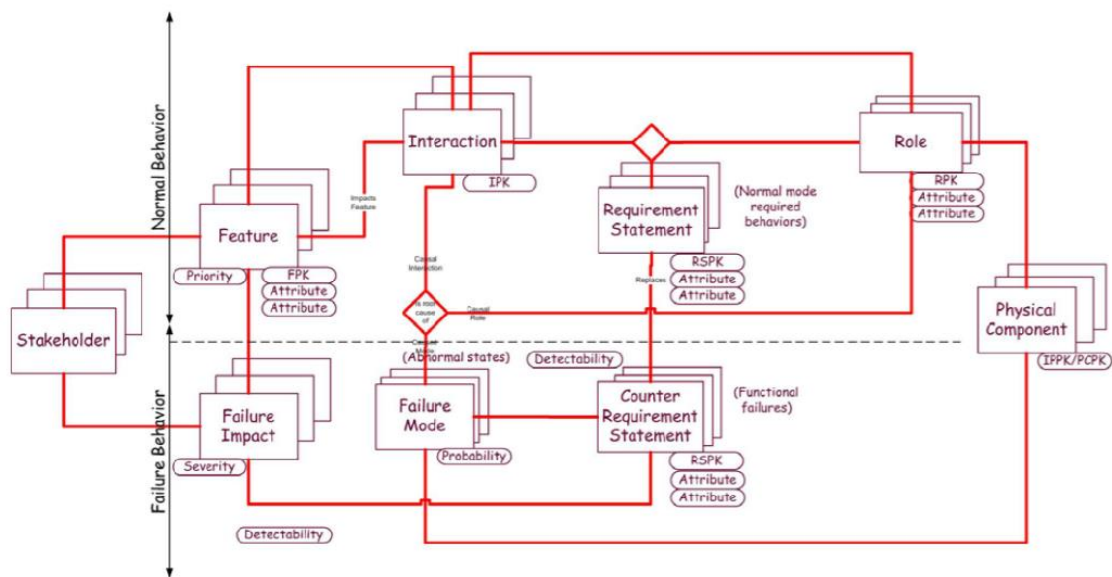 Normal Behavior
Failure Behavior
Interaction
IPK
Role
RPK
Attribute
Attribute
Impacts
Feature
Feature
Priority
FPK
Attribute
Attribute
Requirement
Statement
(Normal mode
required
behaviors)
RSPK
Attribute
Attribute
Replaces
Causal
Interaction
Is root
cause
of
Causal
Role
Stakeholder
Physical
Component
(Abnormal states)
Detectability
Failure
Impact
Severity
Failure
Mode
Probability
Counter
Requirement
Statement
(Functional
failures)
RSPK
Attribute
Attribute
Detectability